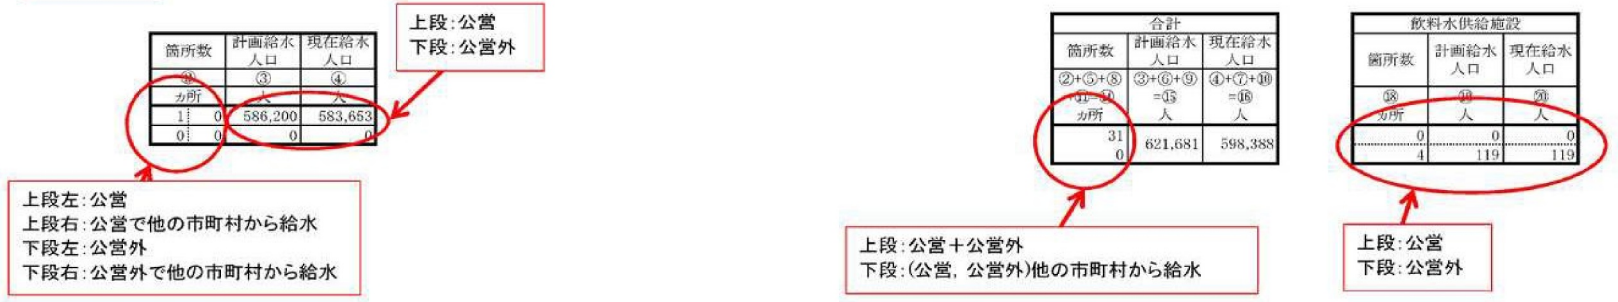 上段:公営
下段:公営外
箇所数 計画給水人口 現在給水人口
③ ④
カ所 人 人
1 0 586,200 583,653
0 0 0 0
上段左:公営
上段右:公営で他の市町村から給水
下段左:公営外
下段右:公営外で他の市町村から給水
合計
箇所数 計画給水人口 現在給水人口
②+⑤+⑧ ③+⑥+⑨ ④+⑦+⑩
=⑮ =⑯
カ所 人 人
31
621,681 598,388
0
上段:公営+公営外
下段:(公営, 公営外)他の市町村から給水
飲料水供給施設
箇所数 計画給水人口 現在給水人口
⑱ ⑲ ⑳
カ所 人 人
0 0 0
4 119 119
上段:公営
下段:公営外